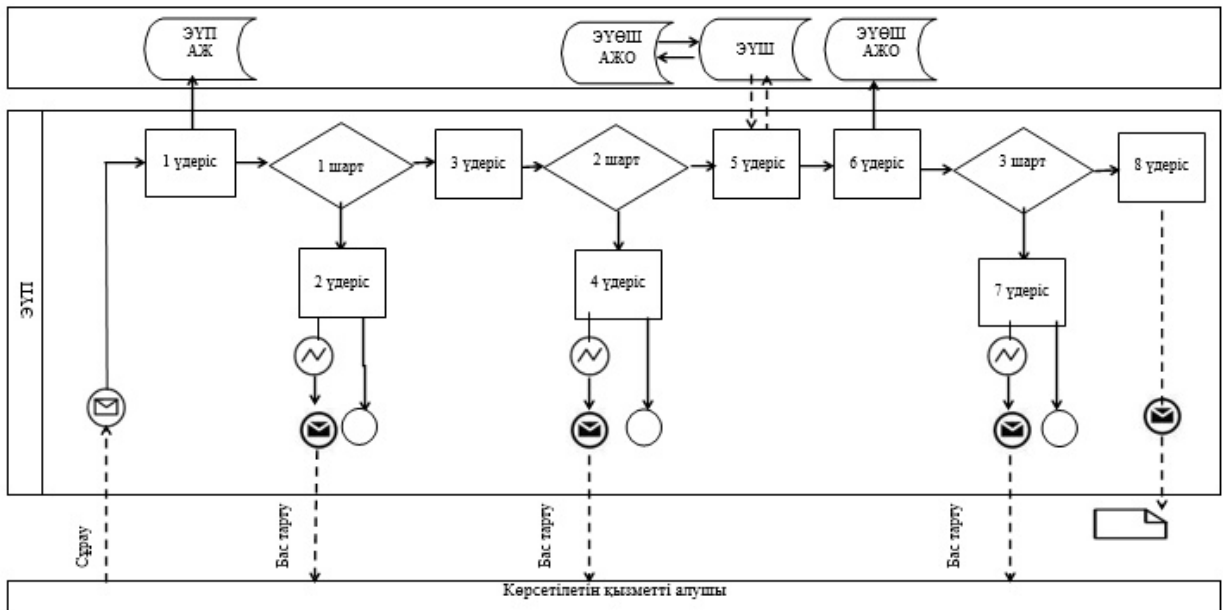 ЭҮП
АЖ
ЭҮӨШ
АЖО
ЭҮШ
ЭҮӨШ
АЖО
1 үдеріс
1 шарт
3 үдеріс
2 шарт
5 үдеріс
6 үдеріс
3 шарт
8 үдеріс
2 үдеріс
4 үдеріс
7 үдеріс
ЭҮП
Сұрау
Бас тарту
Бас тарту
Бас тарту
Көрсетілетін қызметті алушы